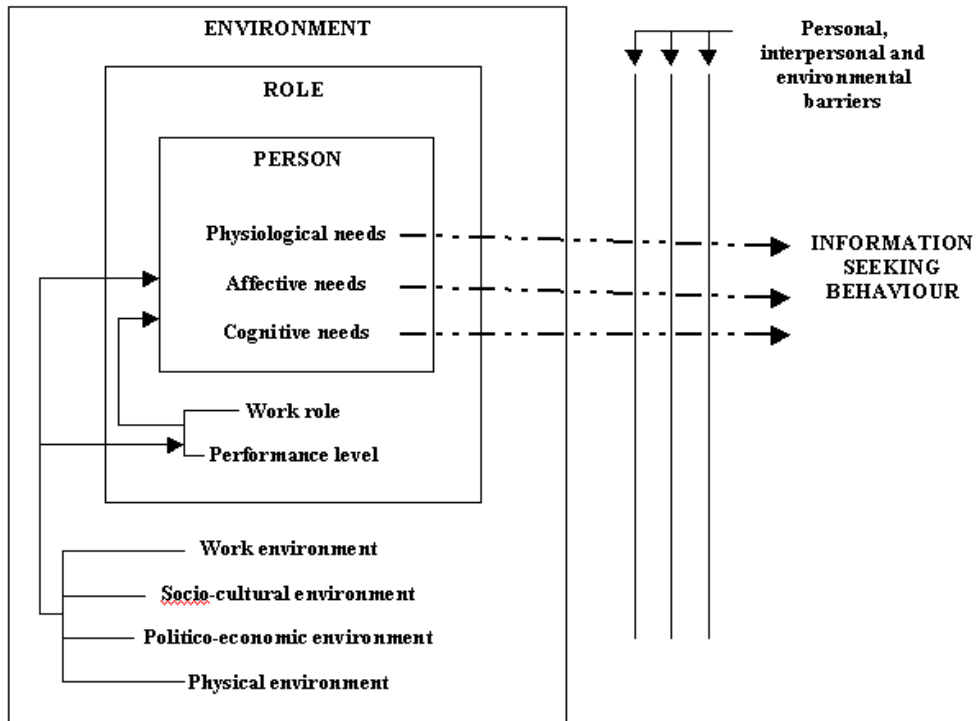 ENVIRONMENT
ROLE
PERSON
Physiological needs
Affective needs
Cognitive needs
Work role
Performance level
Work environment
Socio-cultural environment
Politico-economic environment
Physical environment
Personal,
interpersonal and
environmental
barriers
INFORMATION
SEEKING
BEHAVIOUR